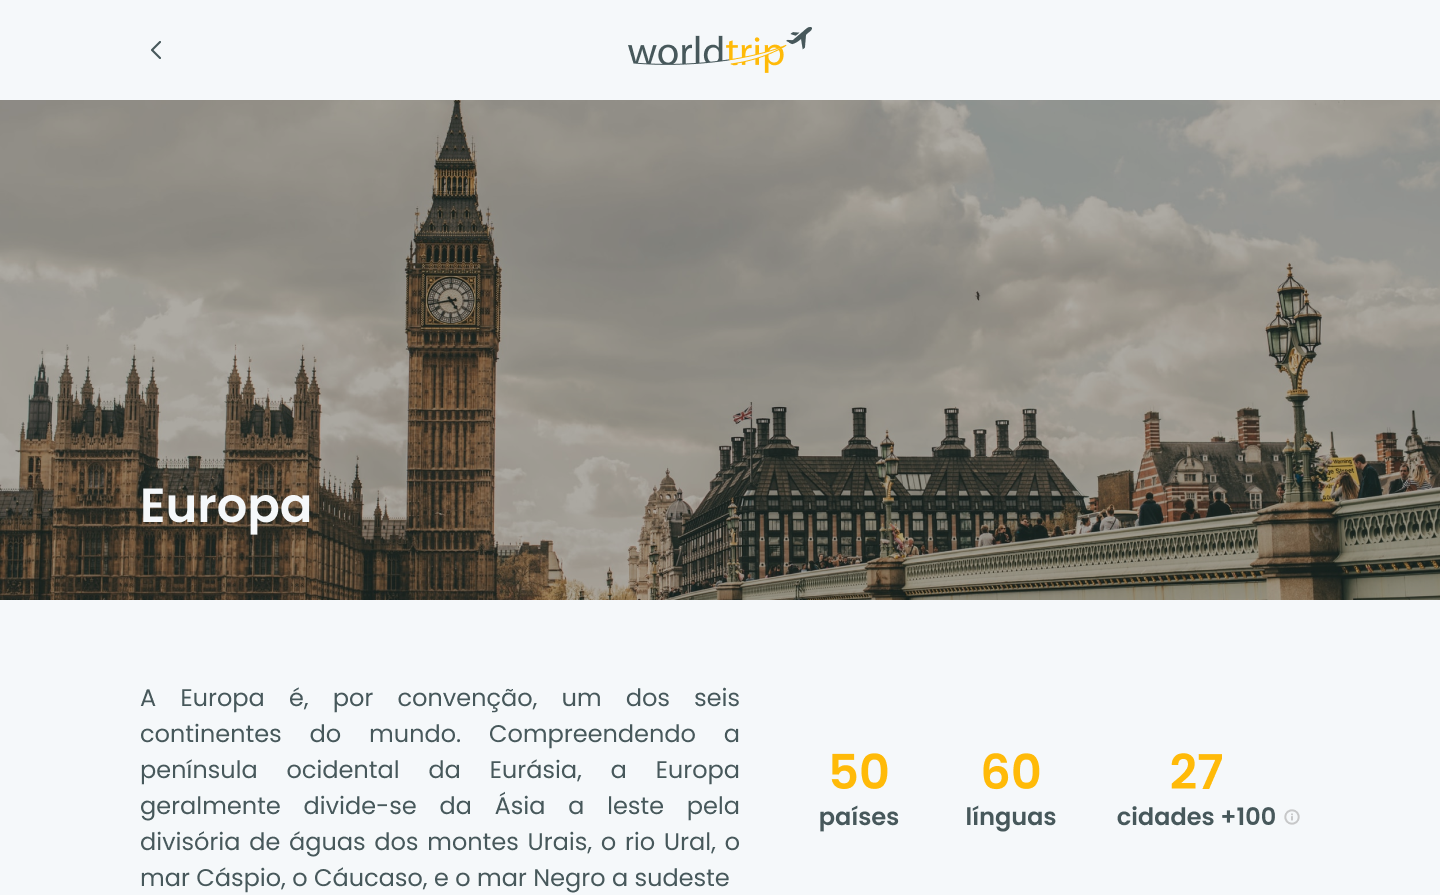 worldtrip
Europa
A Europa é, por convenção, um dos seis
continentes do mundo. Compreendendo a
península ocidental da Eurásia, a Europa
geralmente divide-se da Ásia a leste pela
divisória de águas dos montes Urais, o rio Ural, o
mar Cáspio, o Cáucaso, e o mar Negro a sudeste
50
países
60
línguas
27
cidades +100